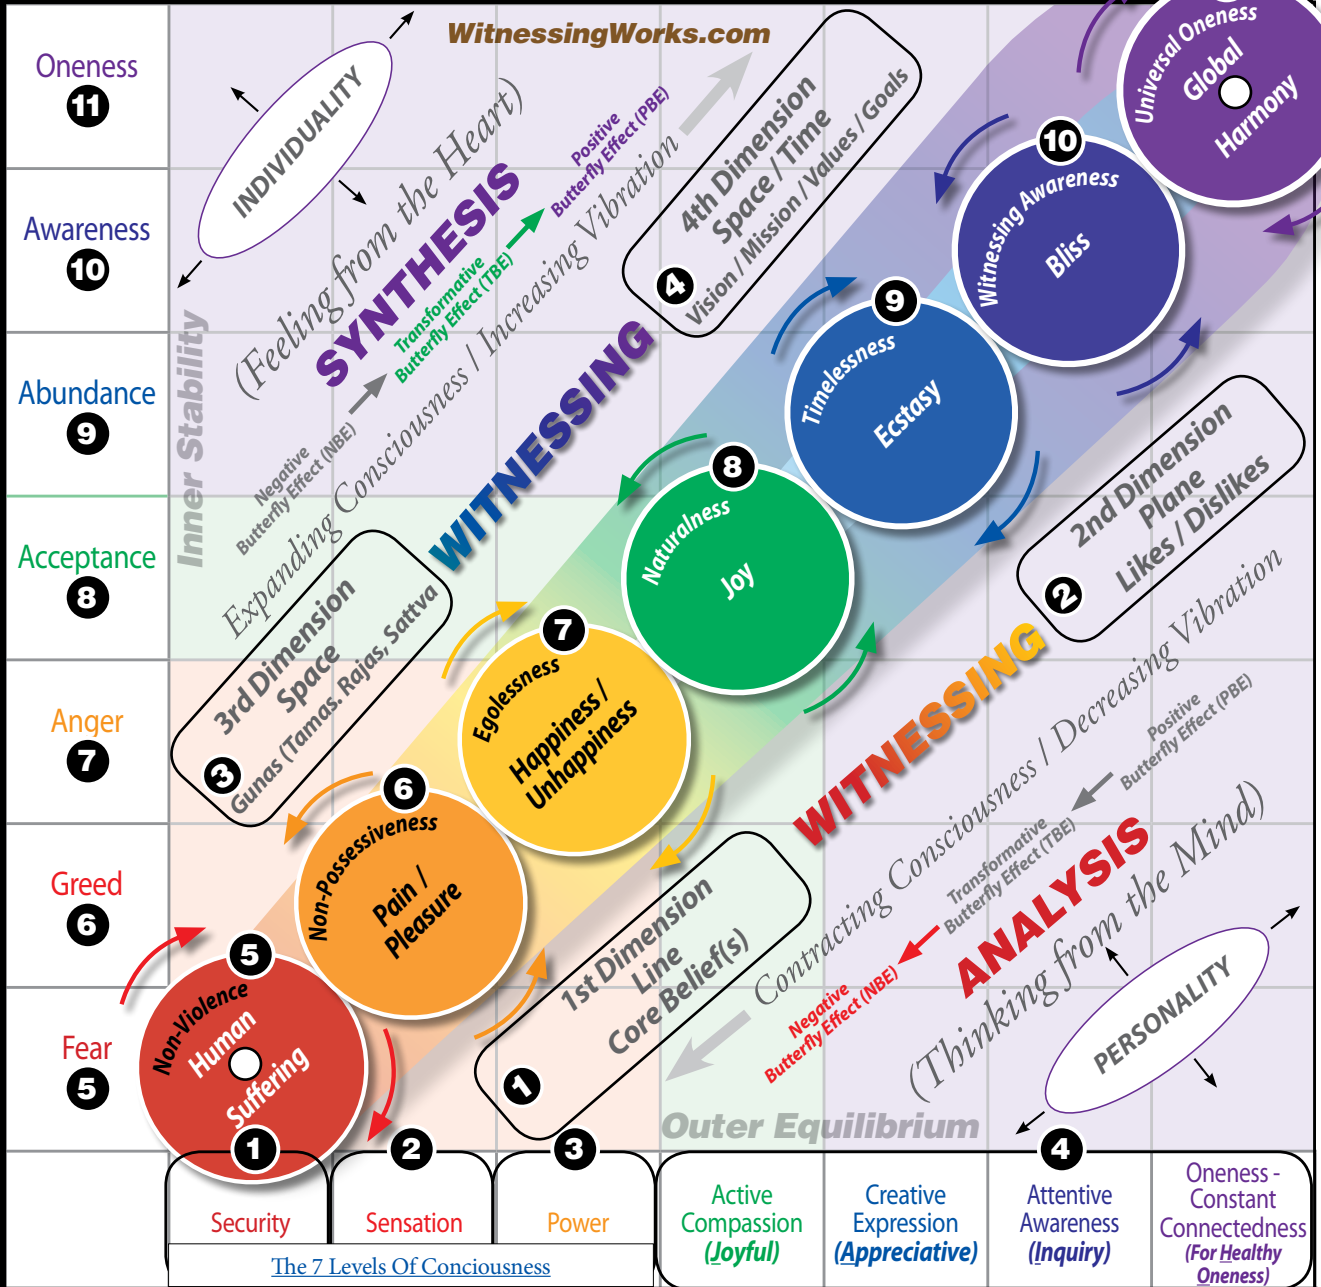 WitnessingWorks.com
Oneness
11
Awareness
10
Abundance
9
Acceptance
8
Anger
7
Greed
6
Fear
5
INDIVIDUALITY
Inner Stability
(Feeling from the Heart)
SYNTHESIS
Negative
Butterfly Effect (NBE)
Transformative
Butterfly Effect (TBE)
Positive
Butterfly Effect (PBE)
Expanding Consciousness / Increasing Vibration
WITNESSING
4th Dimension
Space / Time
Vision / Mission / Values / Goals
4
3rd Dimension
Space
Gunas (Tamas. Rajas, Sattva
3
Universal Oneness
Global
Harmony
10
Witnessing Awareness
Bliss
9
Timelessness
Ecstasy
8
Naturalness
Joy
7
Egolessness
Happiness /
Unhappiness
6
Non-Possessiveness
Pain /
Pleasure
5
Non-Violence
Human
Suffering
2nd Dimension
Plane
Likes / Dislikes
2
1st Dimension
Line
Core Belief(s)
1
WITNESSING
Contracting Consciousness / Decreasing Vibration
Positive
Butterfly Effect (PBE)
Transformative
Butterfly Effect (TBE)
Negative
Butterfly Effect (NBE)
ANALYSIS
(Thinking from the Mind)
PERSONALITY
Outer Equilibrium
1
Security
2
Sensation
3
Power
4
Active
Compassion
(Joyful)
Creative
Expression
(Appreciative)
Attentive
Awareness
(Inquiry)
Oneness -
Constant
Connectedness
(For Healthy
Oneness)
The 7 Levels Of Conciousness